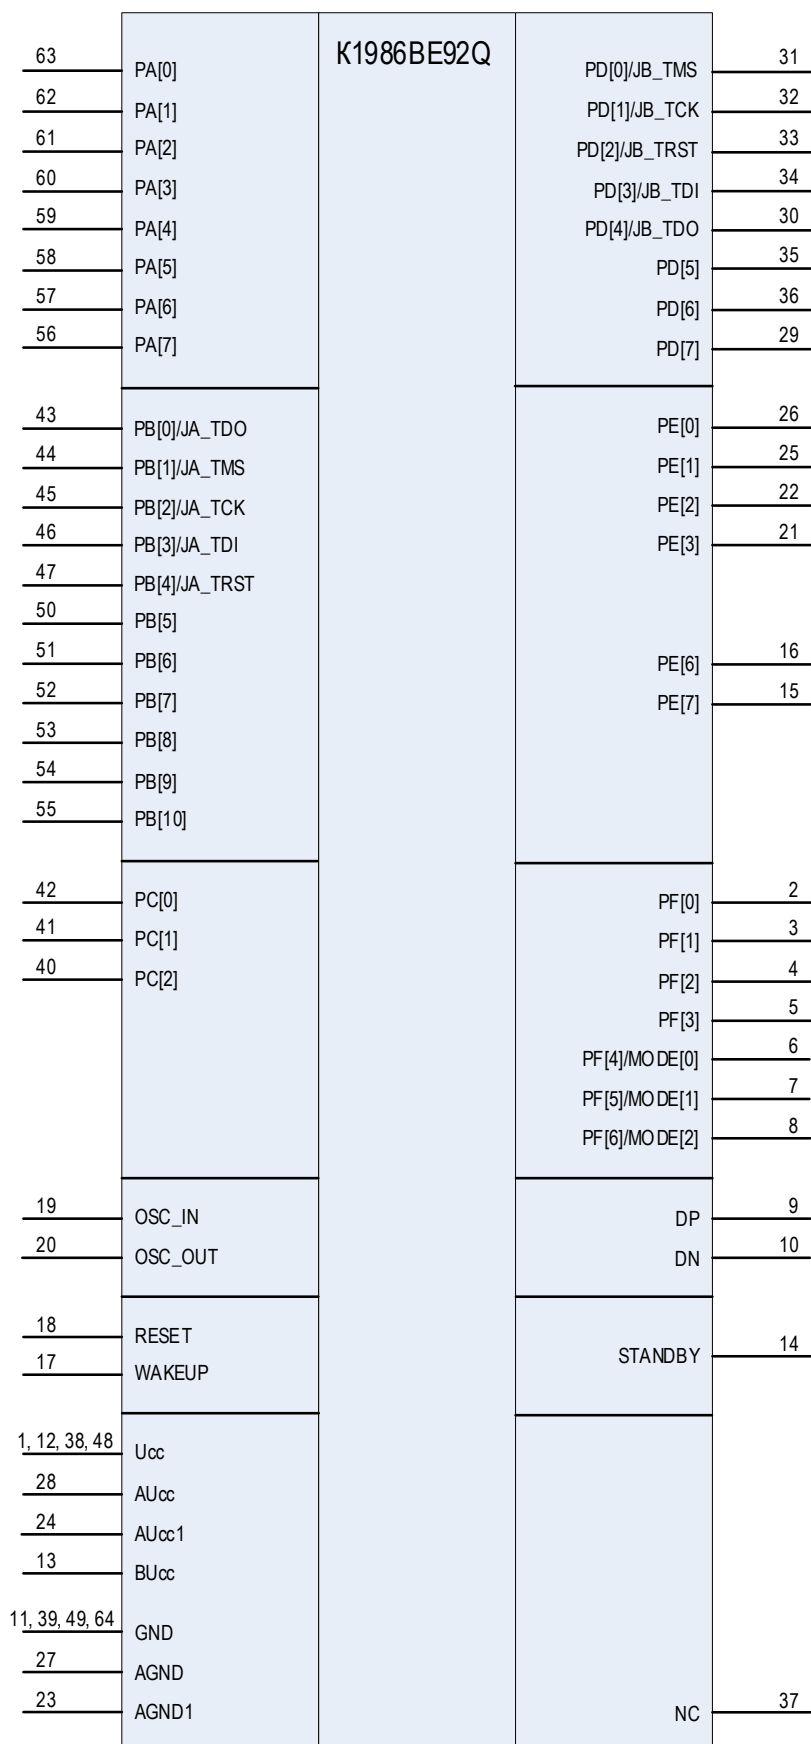 К1986ВЕ92Q
63 PA[0]
62 PA[1]
61 PA[2]
60 PA[3]
59 PA[4]
58 PA[5]
57 PA[6]
56 PA[7]
43 PB[0]/JA_TDO
44 PB[1]/JA_TMS
45 PB[2]/JA_TCK
46 PB[3]/JA_TDI
47 PB[4]/JA_TRST
50 PB[5]
51 PB[6]
52 PB[7]
53 PB[8]
54 PB[9]
55 PB[10]
42 PC[0]
41 PC[1]
40 PC[2]
19 OSC_IN
20 OSC_OUT
18 RESET
17 WAKEUP
1, 12, 38, 48 Ucc
28 AUcc
24 AUcc1
13 BUcc
11, 39, 49, 64 GND
27 AGND
23 AGND1
PD[0]/JB_TMS 31
PD[1]/JB_TCK 32
PD[2]/JB_TRST 33
PD[3]/JB_TDI 34
PD[4]/JB_TDO 30
PD[5] 35
PD[6] 36
PD[7] 29
PE[0] 26
PE[1] 25
PE[2] 22
PE[3] 21
PE[6] 16
PE[7] 15
PF[0] 2
PF[1] 3
PF[2] 4
PF[3] 5
PF[4]/MODE[0] 6
PF[5]/MODE[1] 7
PF[6]/MODE[2] 8
DP 9
DN 10
STANDBY 14
NC 37